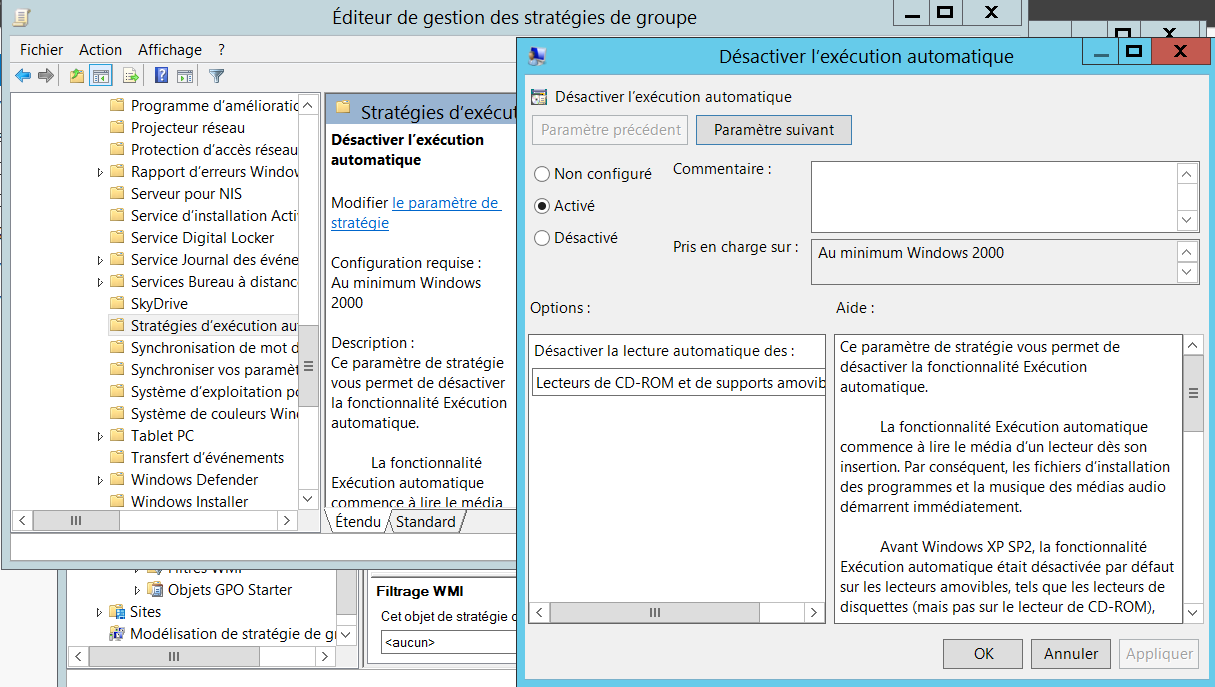 Éditeur de gestion des stratégies de groupe
Fichier Action Affichage ?
Programme d'amélioratio
Projecteur réseau
Protection d'accès réseau
Rapport d'erreurs Window
Serveur pour NIS
Service d'installation Acti
Service Digital Locker
Service Journal des événe
Services Bureau à distanc
SkyDrive
Stratégies d'exécution au
Synchronisation de mot d
Synchroniser vos paramèt
Système d'exploitation po
Système de couleurs Win
Tablet PC
Transfert d'événements
Windows Defender
Windows Installer
Stratégies d'exécut
Désactiver l'exécution
automatique
Modifier le paramètre de
stratégie
Configuration requise :
Au minimum Windows
2000
Description :
Ce paramètre de stratégie
vous permet de désactiver
la fonctionnalité Exécution
automatique.
La fonctionnalité
Exécution automatique
commence à lire le média
Étendu Standard
Filtres WMI
Objets GPO Starter
Sites
Modélisation de stratégie de gr
Filtrage WMI
Cet objet de stratégie
<aucun>
Désactiver l'exécution automatique
Désactiver l'exécution automatique
Paramètre précédent Paramètre suivant
Non configuré
Activé
Désactivé
Commentaire :
Pris en charge sur :
Au minimum Windows 2000
Options :
Désactiver la lecture automatique des :
Lecteurs de CD-ROM et de supports amovib
Aide :
Ce paramètre de stratégie vous permet de
désactiver la fonctionnalité Exécution
automatique.
La fonctionnalité Exécution automatique
commence à lire le média d'un lecteur dès son
insertion. Par conséquent, les fichiers d'installation
des programmes et la musique des médias audio
démarrent immédiatement.
Avant Windows XP SP2, la fonctionnalité
Exécution automatique était désactivée par défaut
sur les lecteurs amovibles, tels que les lecteurs de
disquettes (mais pas sur le lecteur de CD-ROM),
OK Annuler Appliquer